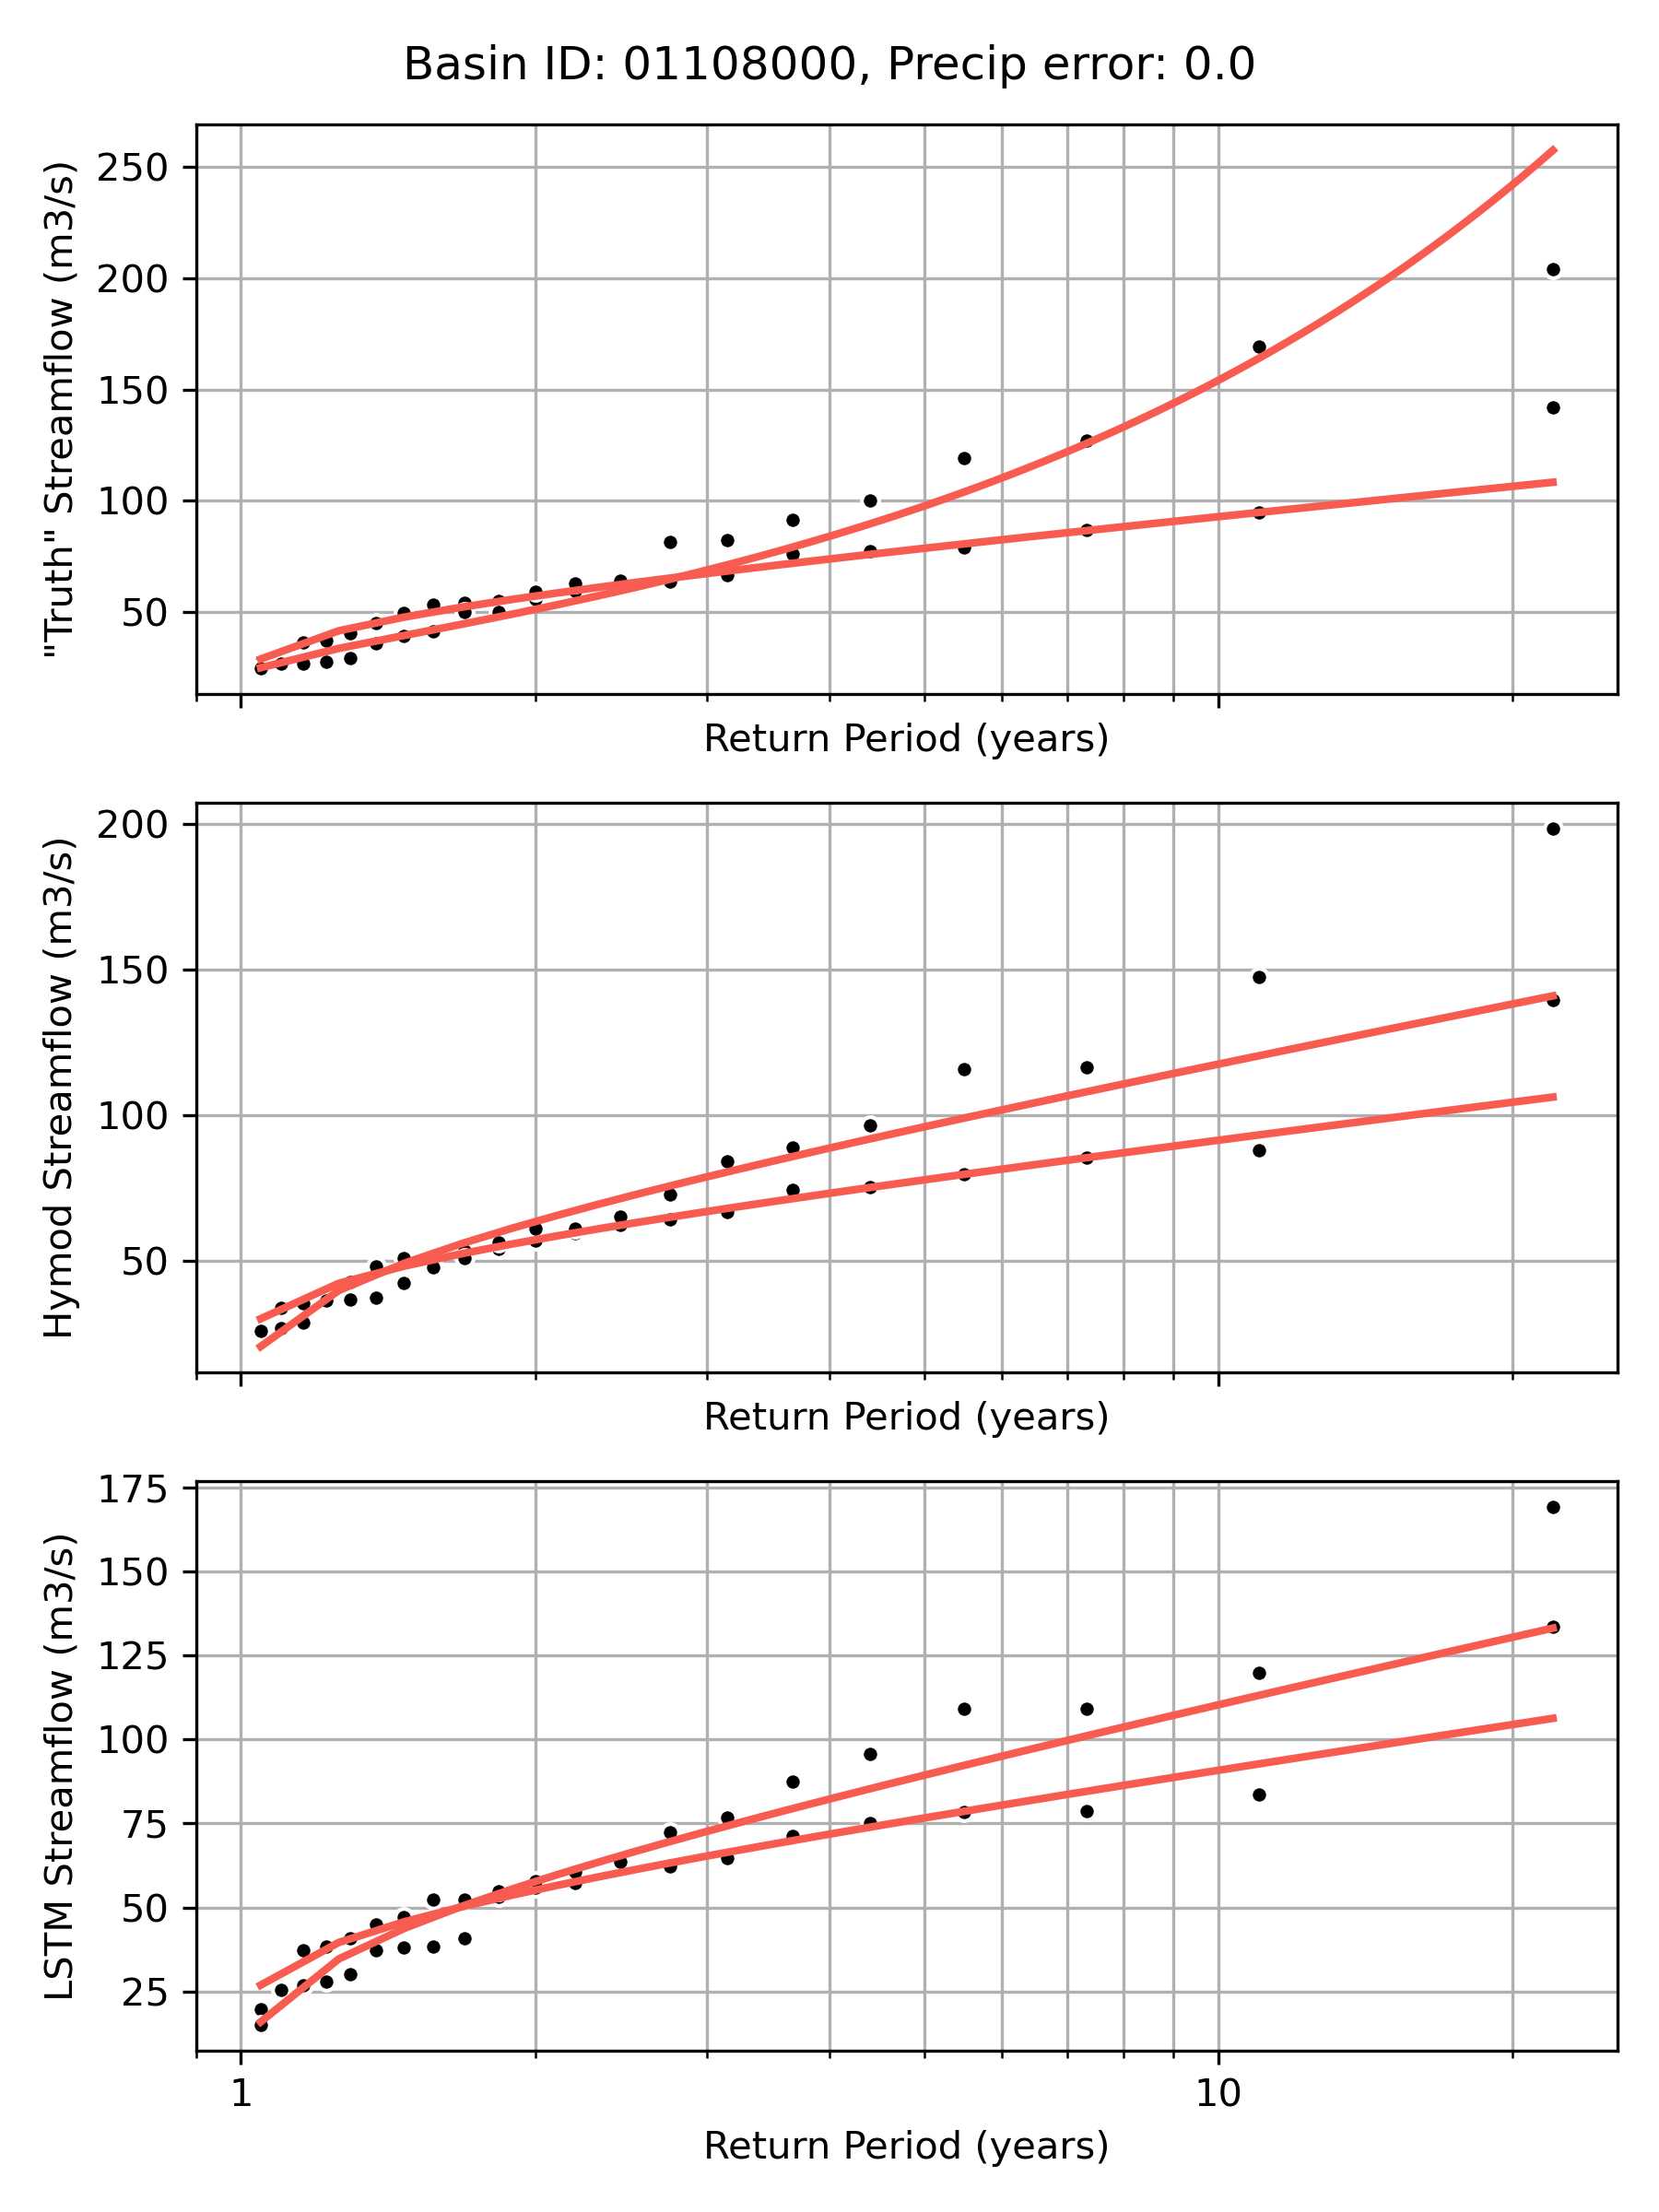 Basin ID: 01108000, Precip error: 0.0
"Truth" Streamflow (m3/s)
250
200
150
100
50
Return Period (years)
Hymod Streamflow (m3/s)
200
150
100
50
Return Period (years)
LSTM Streamflow (m3/s)
175
150
125
100
75
50
25
1
10
Return Period (years)